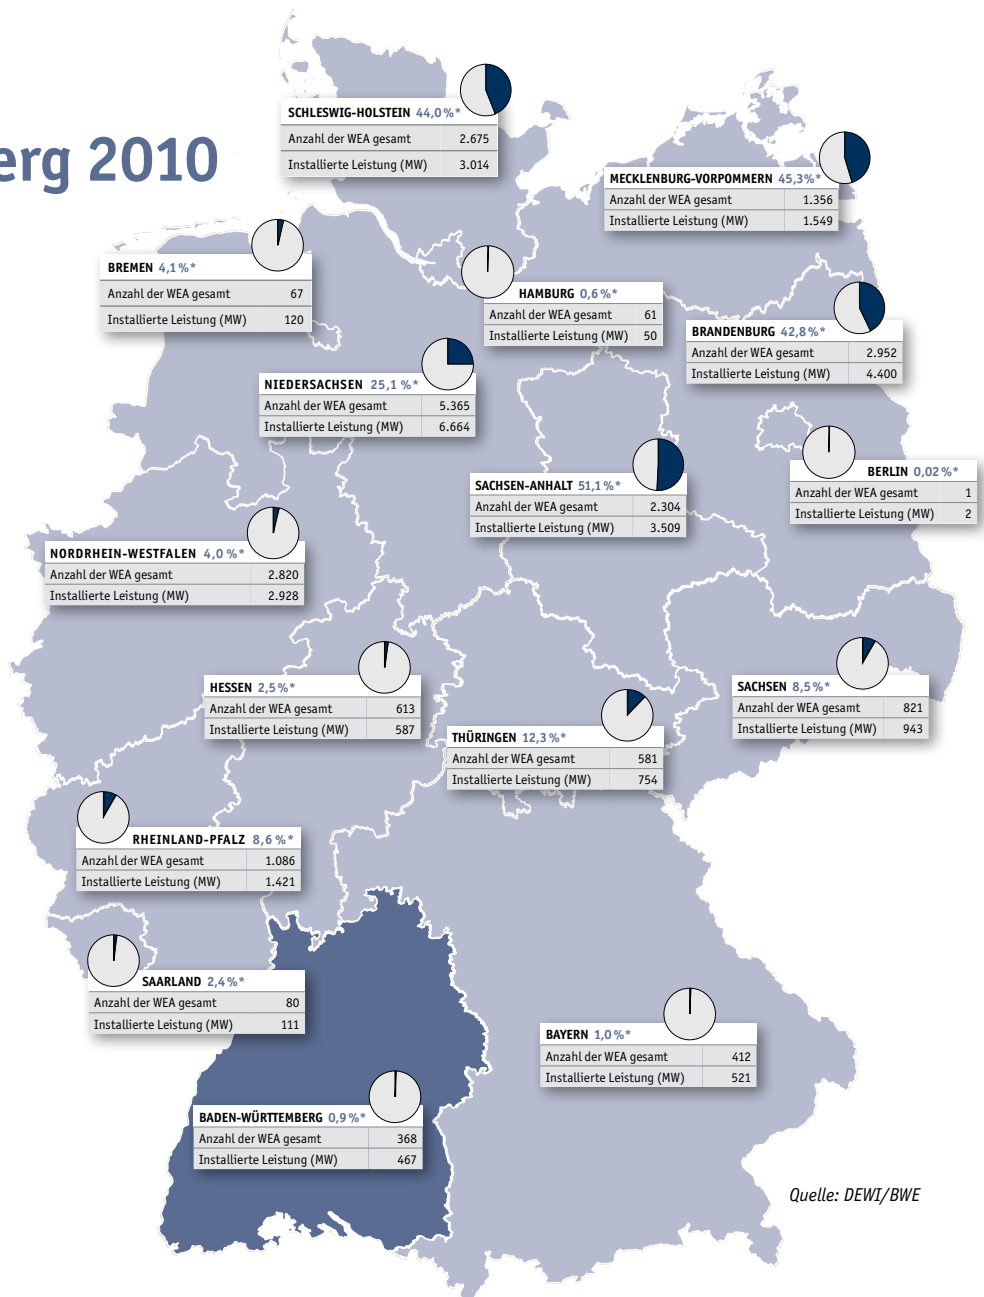 erg 2010
SCHLESWIG-HOLSTEIN 44,0%*
Anzahl der WEA gesamt 2.675
Installierte Leistung (MW) 3.014
MECKLENBURG-VORPOMMERN 45,3%*
Anzahl der WEA gesamt 1.356
Installierte Leistung (MW) 1.549
BREMEN 4,1%*
Anzahl der WEA gesamt 67
Installierte Leistung (MW) 120
HAMBURG 0,6%*
Anzahl der WEA gesamt 61
Installierte Leistung (MW) 50
BRANDENBURG 42,8%*
Anzahl der WEA gesamt 2.952
Installierte Leistung (MW) 4.400
NIEDERSACHSEN 25,1%*
Anzahl der WEA gesamt 5.365
Installierte Leistung (MW) 6.664
BERLIN 0,02%*
Anzahl der WEA gesamt 1
Installierte Leistung (MW) 2
SACHSEN-ANHALT 51,1%*
Anzahl der WEA gesamt 2.304
Installierte Leistung (MW) 3.509
NORDRHEIN-WESTFALEN 4,0%*
Anzahl der WEA gesamt 2.820
Installierte Leistung (MW) 2.928
HESSEN 2,5%*
Anzahl der WEA gesamt 613
Installierte Leistung (MW) 587
SACHSEN 8,5%*
Anzahl der WEA gesamt 821
Installierte Leistung (MW) 943
THÜRINGEN 12,3%*
Anzahl der WEA gesamt 581
Installierte Leistung (MW) 754
RHEINLAND-PFALZ 8,6%*
Anzahl der WEA gesamt 1.086
Installierte Leistung (MW) 1.421
SAARLAND 2,4%*
Anzahl der WEA gesamt 80
Installierte Leistung (MW) 111
BAYERN 1,0%*
Anzahl der WEA gesamt 412
Installierte Leistung (MW) 521
BADEN-WÜRTTEMBERG 0,9%*
Anzahl der WEA gesamt 368
Installierte Leistung (MW) 467
Quelle: DEWI/BWE